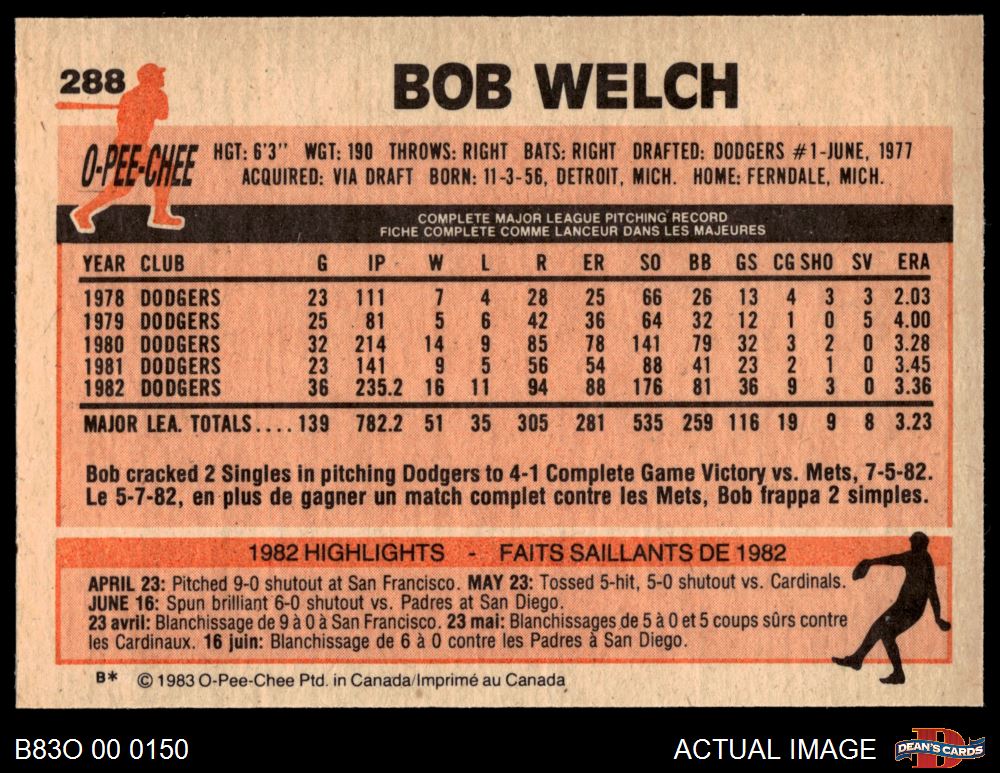 288
BOB WELCH
O-PEE-CHEE
HGT: 6'3" WGT: 190 THROWS: RIGHT BATS: RIGHT DRAFTED: DODGERS #1-JUNE, 1977
ACQUIRED: VIA DRAFT BORN: 11-3-56, DETROIT, MICH. HOME: FERNDALE, MICH.
COMPLETE MAJOR LEAGUE PITCHING RECORD
FICHE COMPLETE COMME LANCEUR DANS LES MAJEURES
YEAR CLUB G IP W L R ER SO BB GS CG SHO SV ERA
1978 DODGERS 23 111 7 4 28 25 66 26 13 4 3 3 2.03
1979 DODGERS 25 81 5 6 42 36 64 32 12 1 0 5 4.00
1980 DODGERS 32 214 14 9 85 78 141 79 32 3 2 0 3.28
1981 DODGERS 23 141 9 5 56 54 88 41 23 2 1 0 3.45
1982 DODGERS 36 235.2 16 11 94 88 176 81 36 9 3 0 3.36
MAJOR LEA. TOTALS.... 139 782.2 51 35 305 281 535 259 116 19 9 8 3.23
Bob cracked 2 Singles in pitching Dodgers to 4-1 Complete Game Victory vs. Mets, 7-5-82.
Le 5-7-82, en plus de gagner un match complet contre les Mets, Bob frappa 2 simples.
1982 HIGHLIGHTS - FAITS SAILLANTS DE 1982
APRIL 23: Pitched 9-0 shutout at San Francisco. MAY 23: Tossed 5-hit, 5-0 shutout vs. Cardinals.
JUNE 16: Spun brilliant 6-0 shutout vs. Padres at San Diego.
23 avril: Blanchissage de 9 à 0 à San Francisco. 23 mai: Blanchissages de 5 à 0 et 5 coups sûrs contre
les Cardinaux. 16 juin: Blanchissage de 6 à 0 contre les Padres à San Diego.
B* © 1983 O-Pee-Chee Ptd. in Canada/Imprimé au Canada
B83O 00 0150
ACTUAL IMAGE
D
DEAN'S CARDS